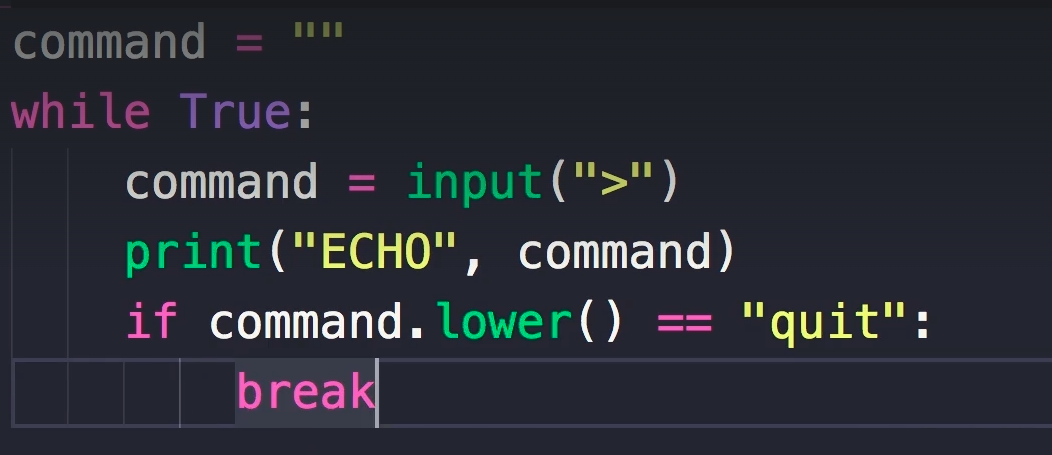 command = ""
while True:
    command = input(">")
    print("ECHO", command)
    if command.lower() == "quit":
        break